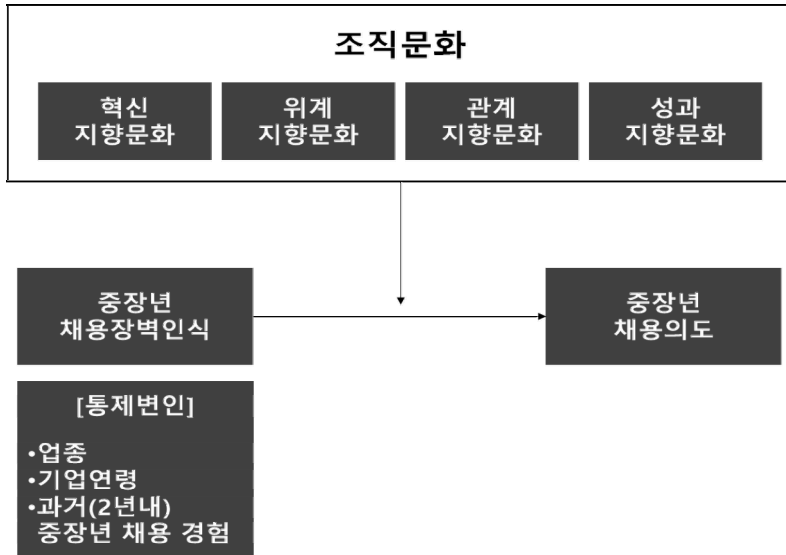 조직문화
혁신
지향문화
위계
지향문화
관계
지향문화
성과
지향문화
중장년
채용장벽인식
중장년
채용의도
[통제변인]
•업종
•기업연령
•과거(2년내)
중장년 채용 경험